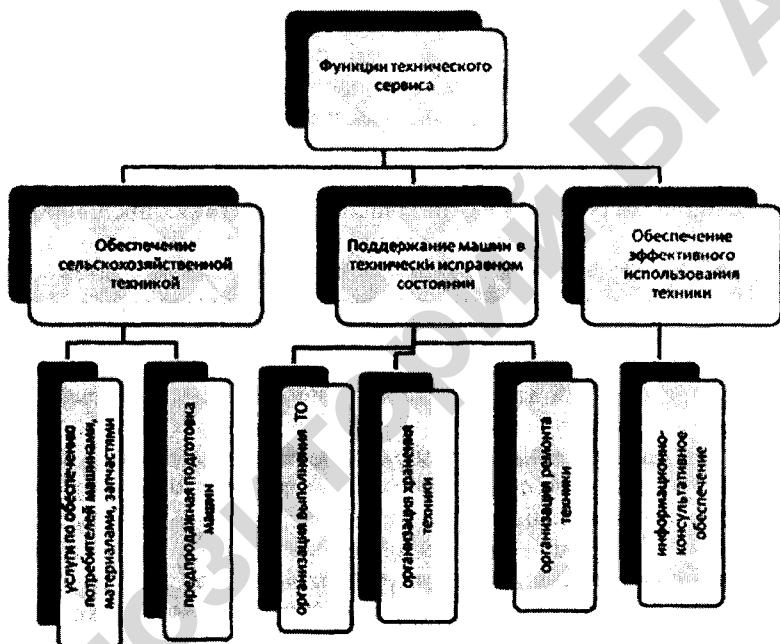 Функции технического
сервиса
Обеспечение
сельскохозяйственной
техникой
Поддержание машин в
технически исправном
состоянии
Обеспечение
эффективного
использования
техники
услуги по обеспечению
потребителей машинами,
материалами, запчастями
предпродажная подготовка
машин
организация выполнения ТО
организация хранения
техники
организация ремонта
техники
информационно-
консультативное
обеспечение